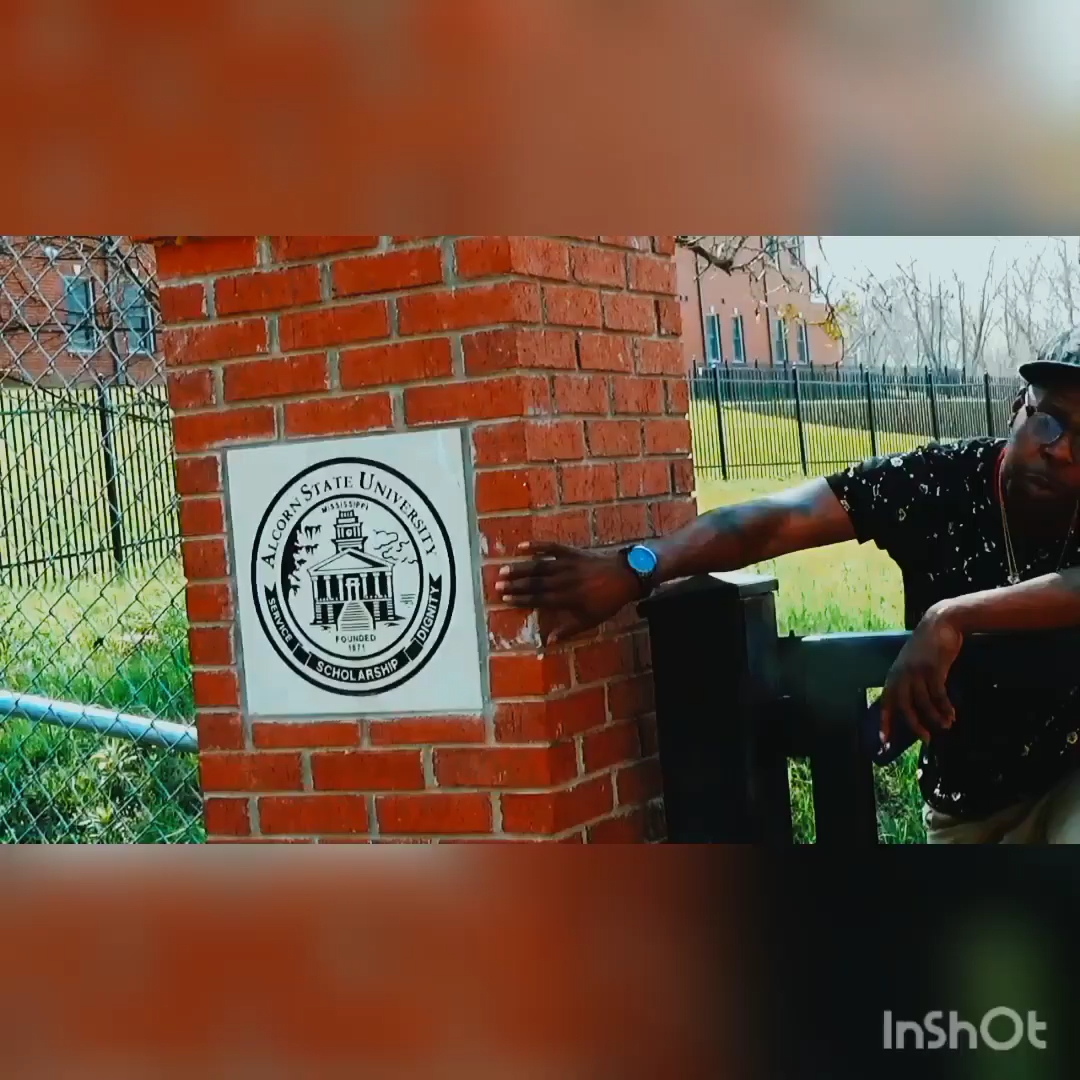 ALCORN STATE UNIVERSITY
MISSISSIPPI
FOUNDED
1871
SERVICE
SCHOLARSHIP
DIGNITY
InShOt